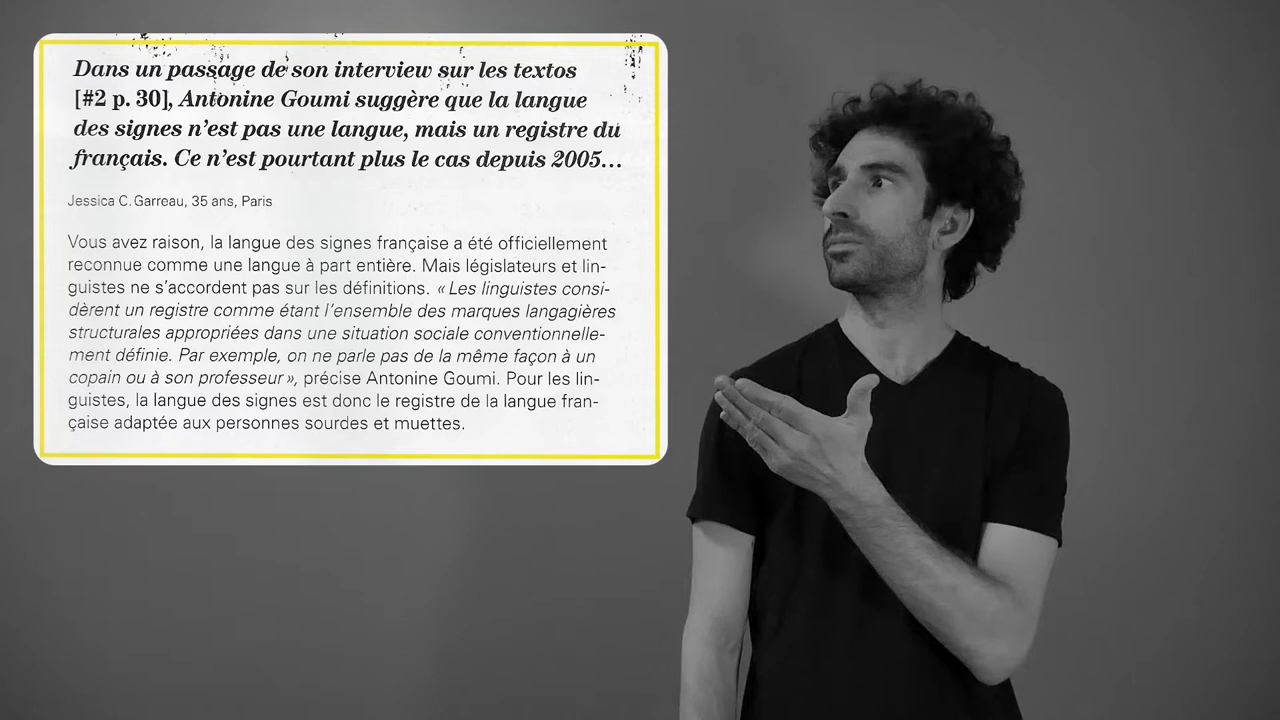 Dans un passage de son interview sur les textos
[#2 p. 30], Antonine Goumi suggère que la langue
des signes n'est pas une langue, mais un registre du
français. Ce n'est pourtant plus le cas depuis 2005…
Jessica C. Garreau, 35 ans, Paris
Vous avez raison, la langue des signes française a été officiellement
reconnue comme une langue à part entière. Mais législateurs et lin-
guistes ne s'accordent pas sur les définitions. « Les linguistes consi-
dèrent un registre comme étant l'ensemble des marques langagières
structurales appropriées dans une situation sociale conventionnelle-
ment définie. Par exemple, on ne parle pas de la même façon à un
copain ou à son professeur », précise Antonine Goumi. Pour les lin-
guistes, la langue des signes est donc le registre de la langue fran-
çaise adaptée aux personnes sourdes et muettes.